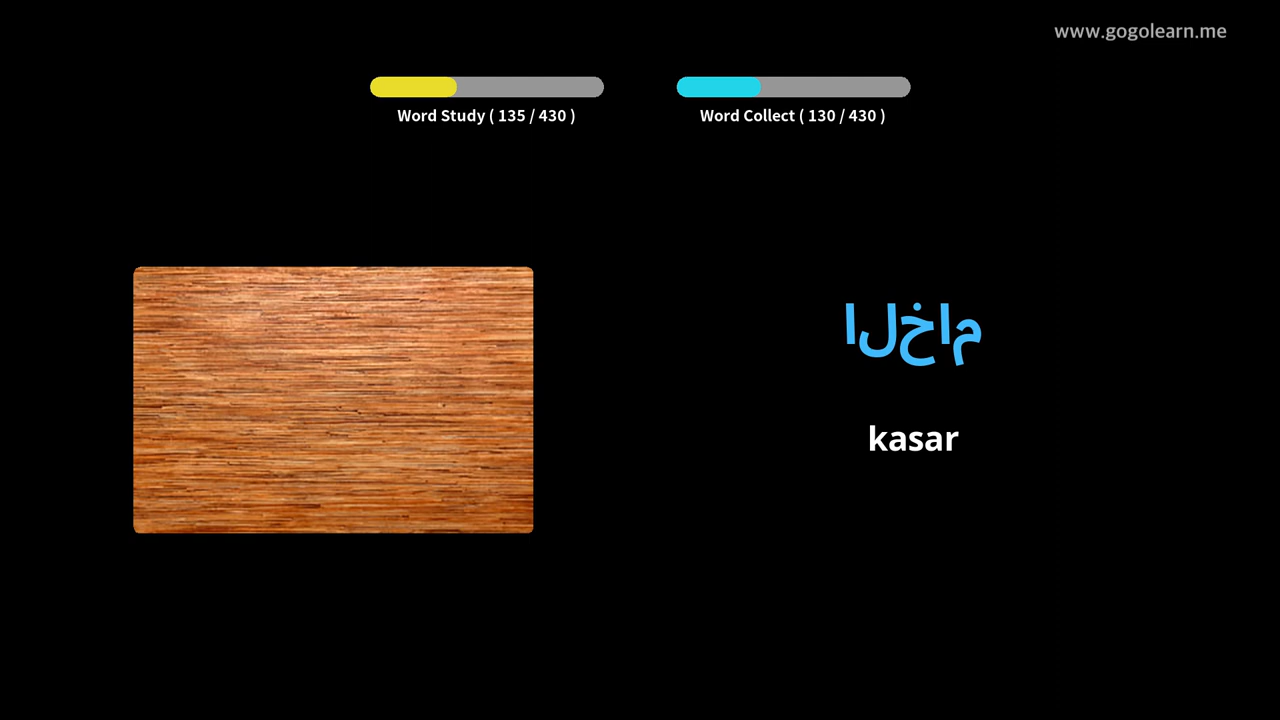 www.gogolearn.me
Word Study ( 135 / 430 )
Word Collect ( 130 / 430 )
الخام
kasar